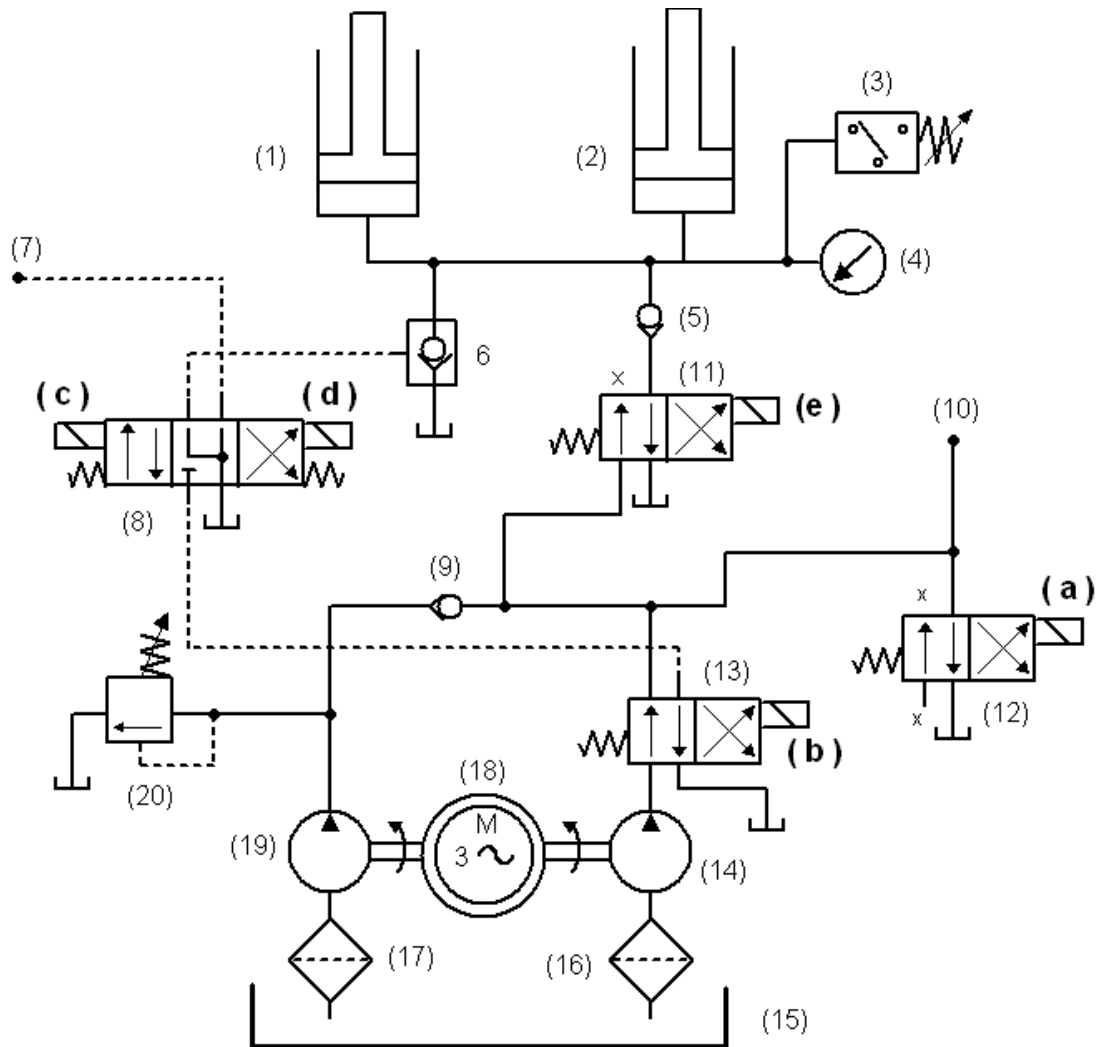 (3)
(1)
(2)
(7)
(4)
(5)
6
x
(11)
( c )
( d )
( e )
(10)
(8)
(9)
x
( a )
(13)
x
(12)
( b )
(18)
(20)
M
(19)
3
(14)
(17)
(16)
(15)